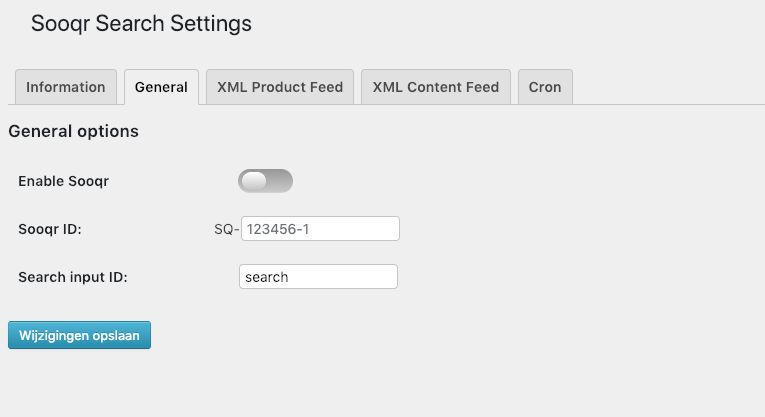 Sooqr Search Settings
Information General XML Product Feed XML Content Feed Cron
General options
Enable Sooqr
Sooqr ID: SQ- 123456-1
Search input ID: search
Wijzigingen opslaan